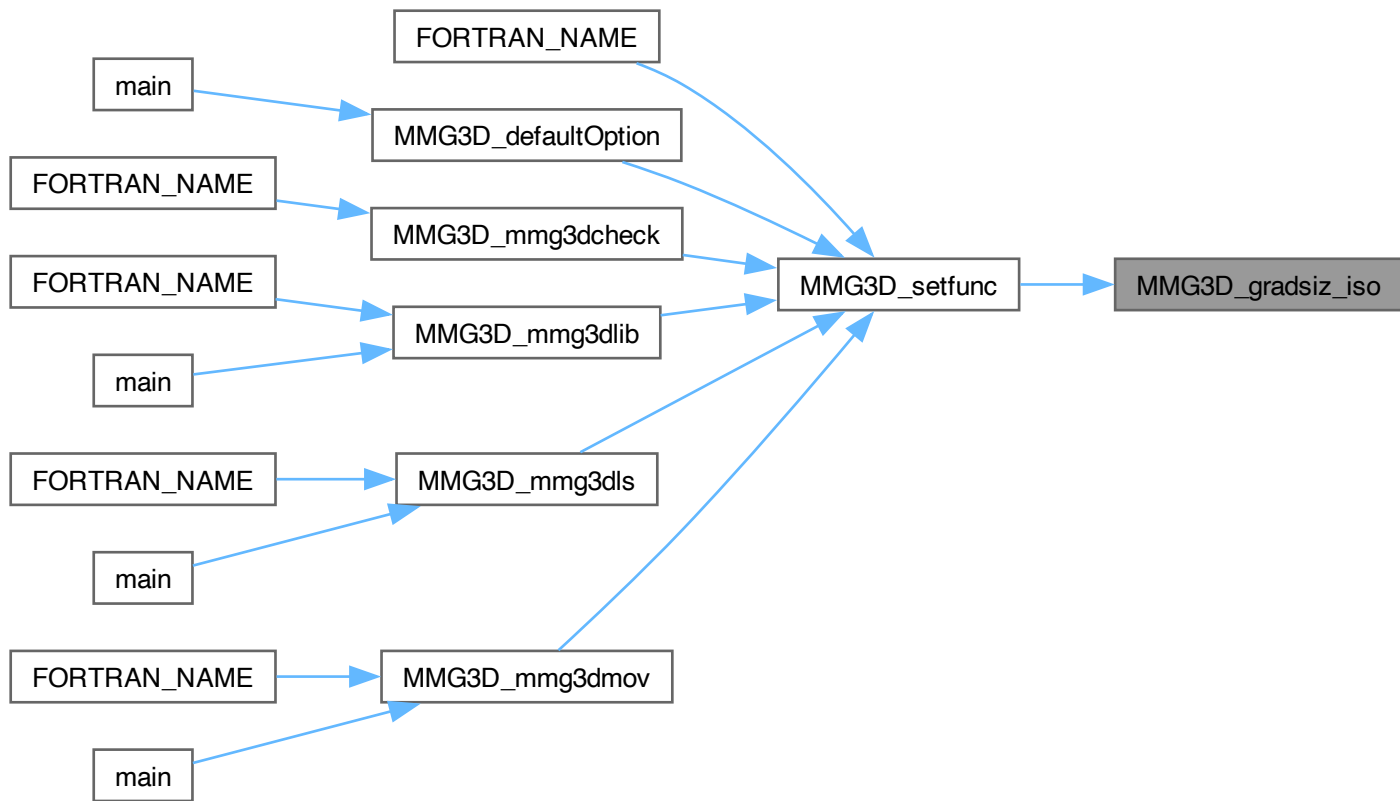 FORTRAN_NAME
main
MMG3D_defaultOption
FORTRAN_NAME
MMG3D_mmg3dcheck
FORTRAN_NAME
MMG3D_setfunc
MMG3D_gradsiz_iso
MMG3D_mmg3dlib
main
FORTRAN_NAME
MMG3D_mmg3dls
main
FORTRAN_NAME
MMG3D_mmg3dmov
main